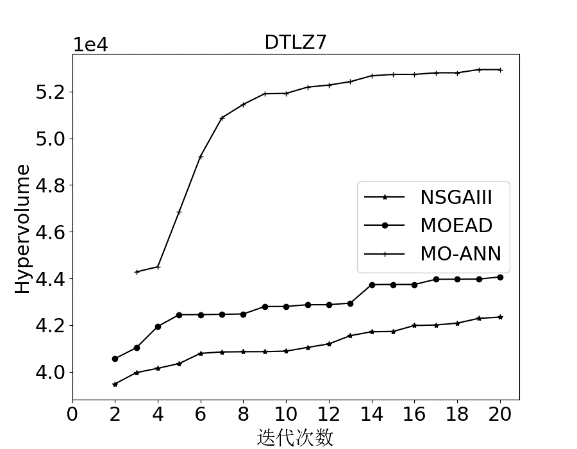 DTLZ7
1e4
Hypervolume
5.2
5.0
4.8
4.6
4.4
4.2
4.0
NSGAIII
MOEAD
MO-ANN
0 2 4 6 8 10 12 14 16 18 20
迭代次数